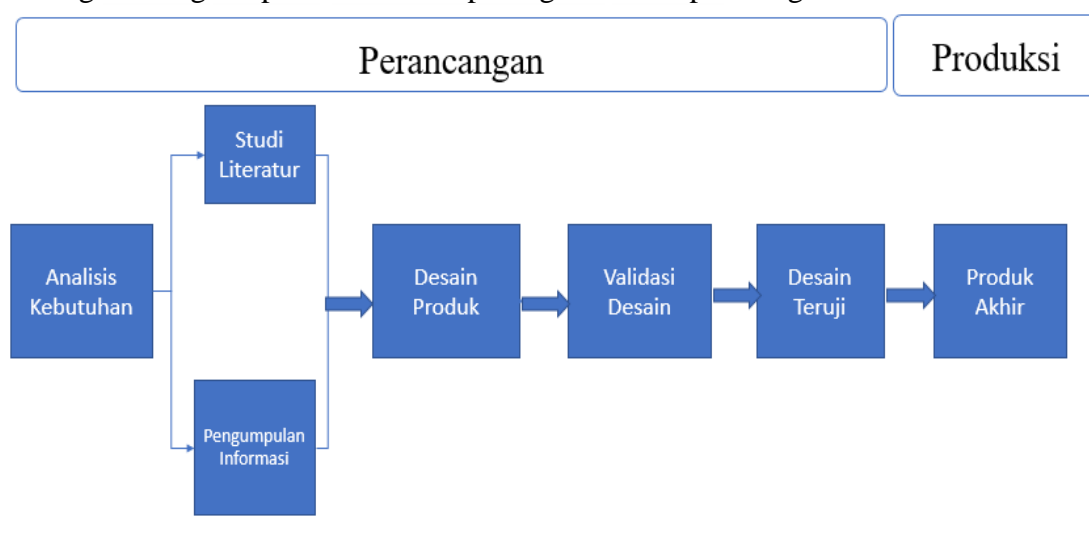 Perancangan
Produksi
Studi
Literatur
Analisis
Kebutuhan
Desain
Produk
Validasi
Desain
Desain
Teruji
Produk
Akhir
Pengumpulan
Informasi